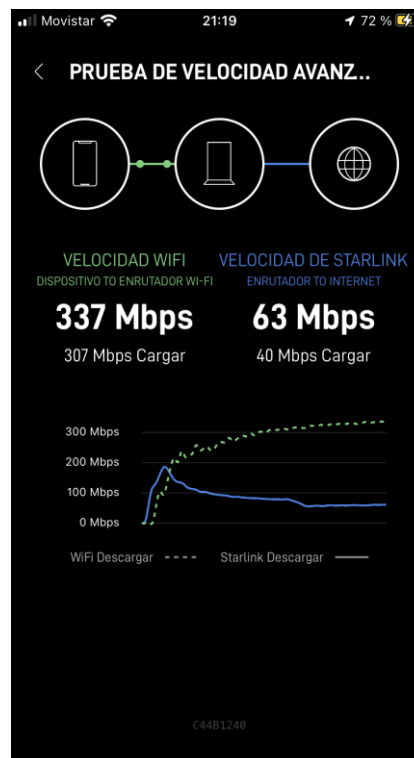 Movistar 21:19 72 %
PRUEBA DE VELOCIDAD AVANZ...
VELOCIDAD WIFI VELOCIDAD DE STARLINK
DISPOSITIVO TO ENRUTADOR WI-FI ENRUTADOR TO INTERNET
337 Mbps 63 Mbps
307 Mbps Cargar 40 Mbps Cargar
300 Mbps
200 Mbps
100 Mbps
0 Mbps
WiFi Descargar Starlink Descargar
C44B1240